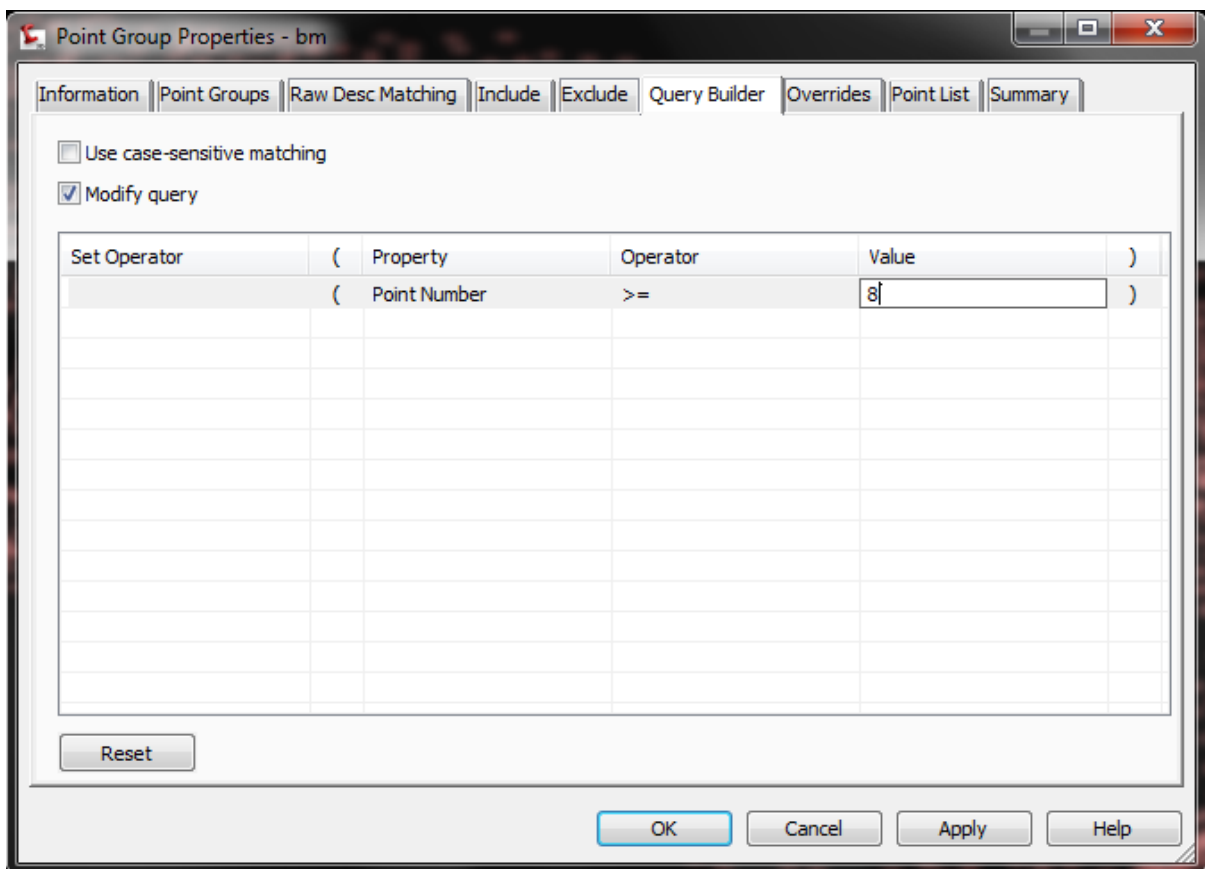 Point Group Properties - bm
Information Point Groups Raw Desc Matching Include Exclude Query Builder Overrides Point List Summary
Use case-sensitive matching
Modify query
Set Operator ( Property Operator Value )
( Point Number >= 8 )
Reset
OK Cancel Apply Help